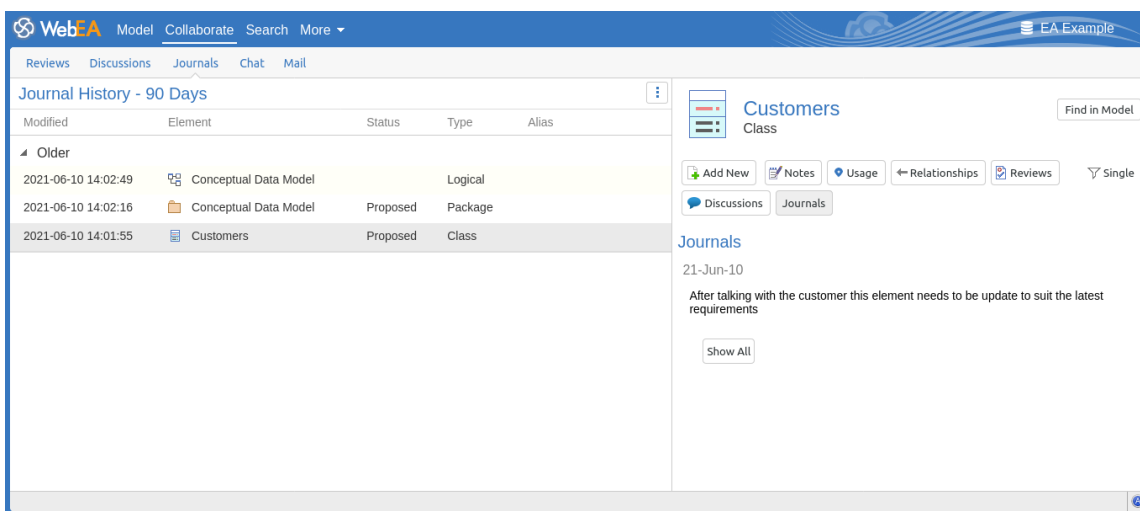 WebEA Model Collaborate Search More EA Example
Reviews Discussions Journals Chat Mail
Journal History - 90 Days
Modified Element Status Type Alias
Older
2021-06-10 14:02:49 Conceptual Data Model Logical
2021-06-10 14:02:16 Conceptual Data Model Proposed Package
2021-06-10 14:01:55 Customers Proposed Class
Customers
Class
Find in Model
Add New Notes Usage Relationships Reviews Single
Discussions Journals
Journals
21-Jun-10
After talking with the customer this element needs to be update to suit the latest
requirements
Show All